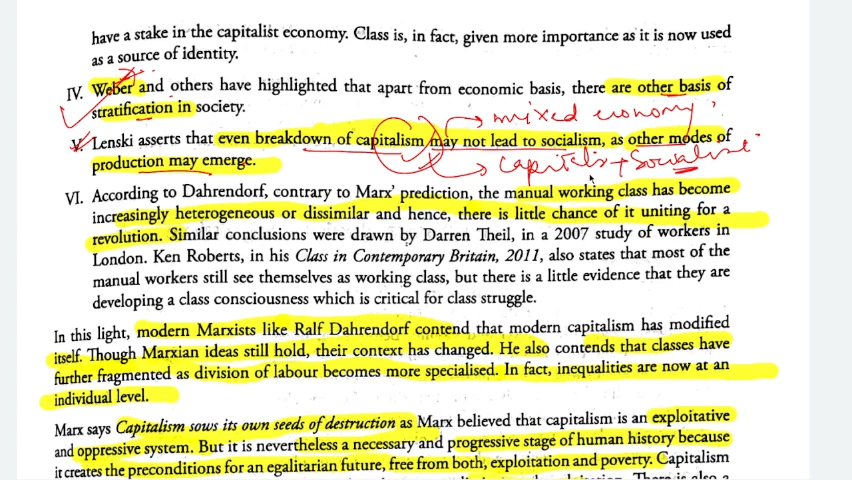 have a stake in the capitalist economy. Class is, in fact, given more importance as it is now used
as a source of identity.
IV. Weber and others have highlighted that apart from economic basis, there are other basis of
stratification in society.
mixed economy
V. Lenski asserts that even breakdown of capitalism may not lead to socialism, as other modes of
production may emerge.
capitalis + Socialist
VI. According to Dahrendorf, contrary to Marx' prediction, the manual working class has become
increasingly heterogeneous or dissimilar and hence, there is little chance of it uniting for a
revolution. Similar conclusions were drawn by Darren Theil, in a 2007 study of workers in
London. Ken Roberts, in his Class in Contemporary Britain, 2011, also states that most of the
manual workers still see themselves as working class, but there is a little evidence that they are
developing a class consciousness which is critical for class struggle.
In this light, modern Marxists like Ralf Dahrendorf contend that modern capitalism has modified
itself. Though Marxian ideas still hold, their context has changed. He also contends that classes have
further fragmented as division of labour becomes more specialised. In fact, inequalities are now at an
individual level.
Marx says Capitalism sows its own seeds of destruction as Marx believed that capitalism is an exploitative
and oppressive system. But it is nevertheless a necessary and progressive stage of human history because
it creates the preconditions for an egalitarian future, free from both, exploitation and poverty. Capitalism